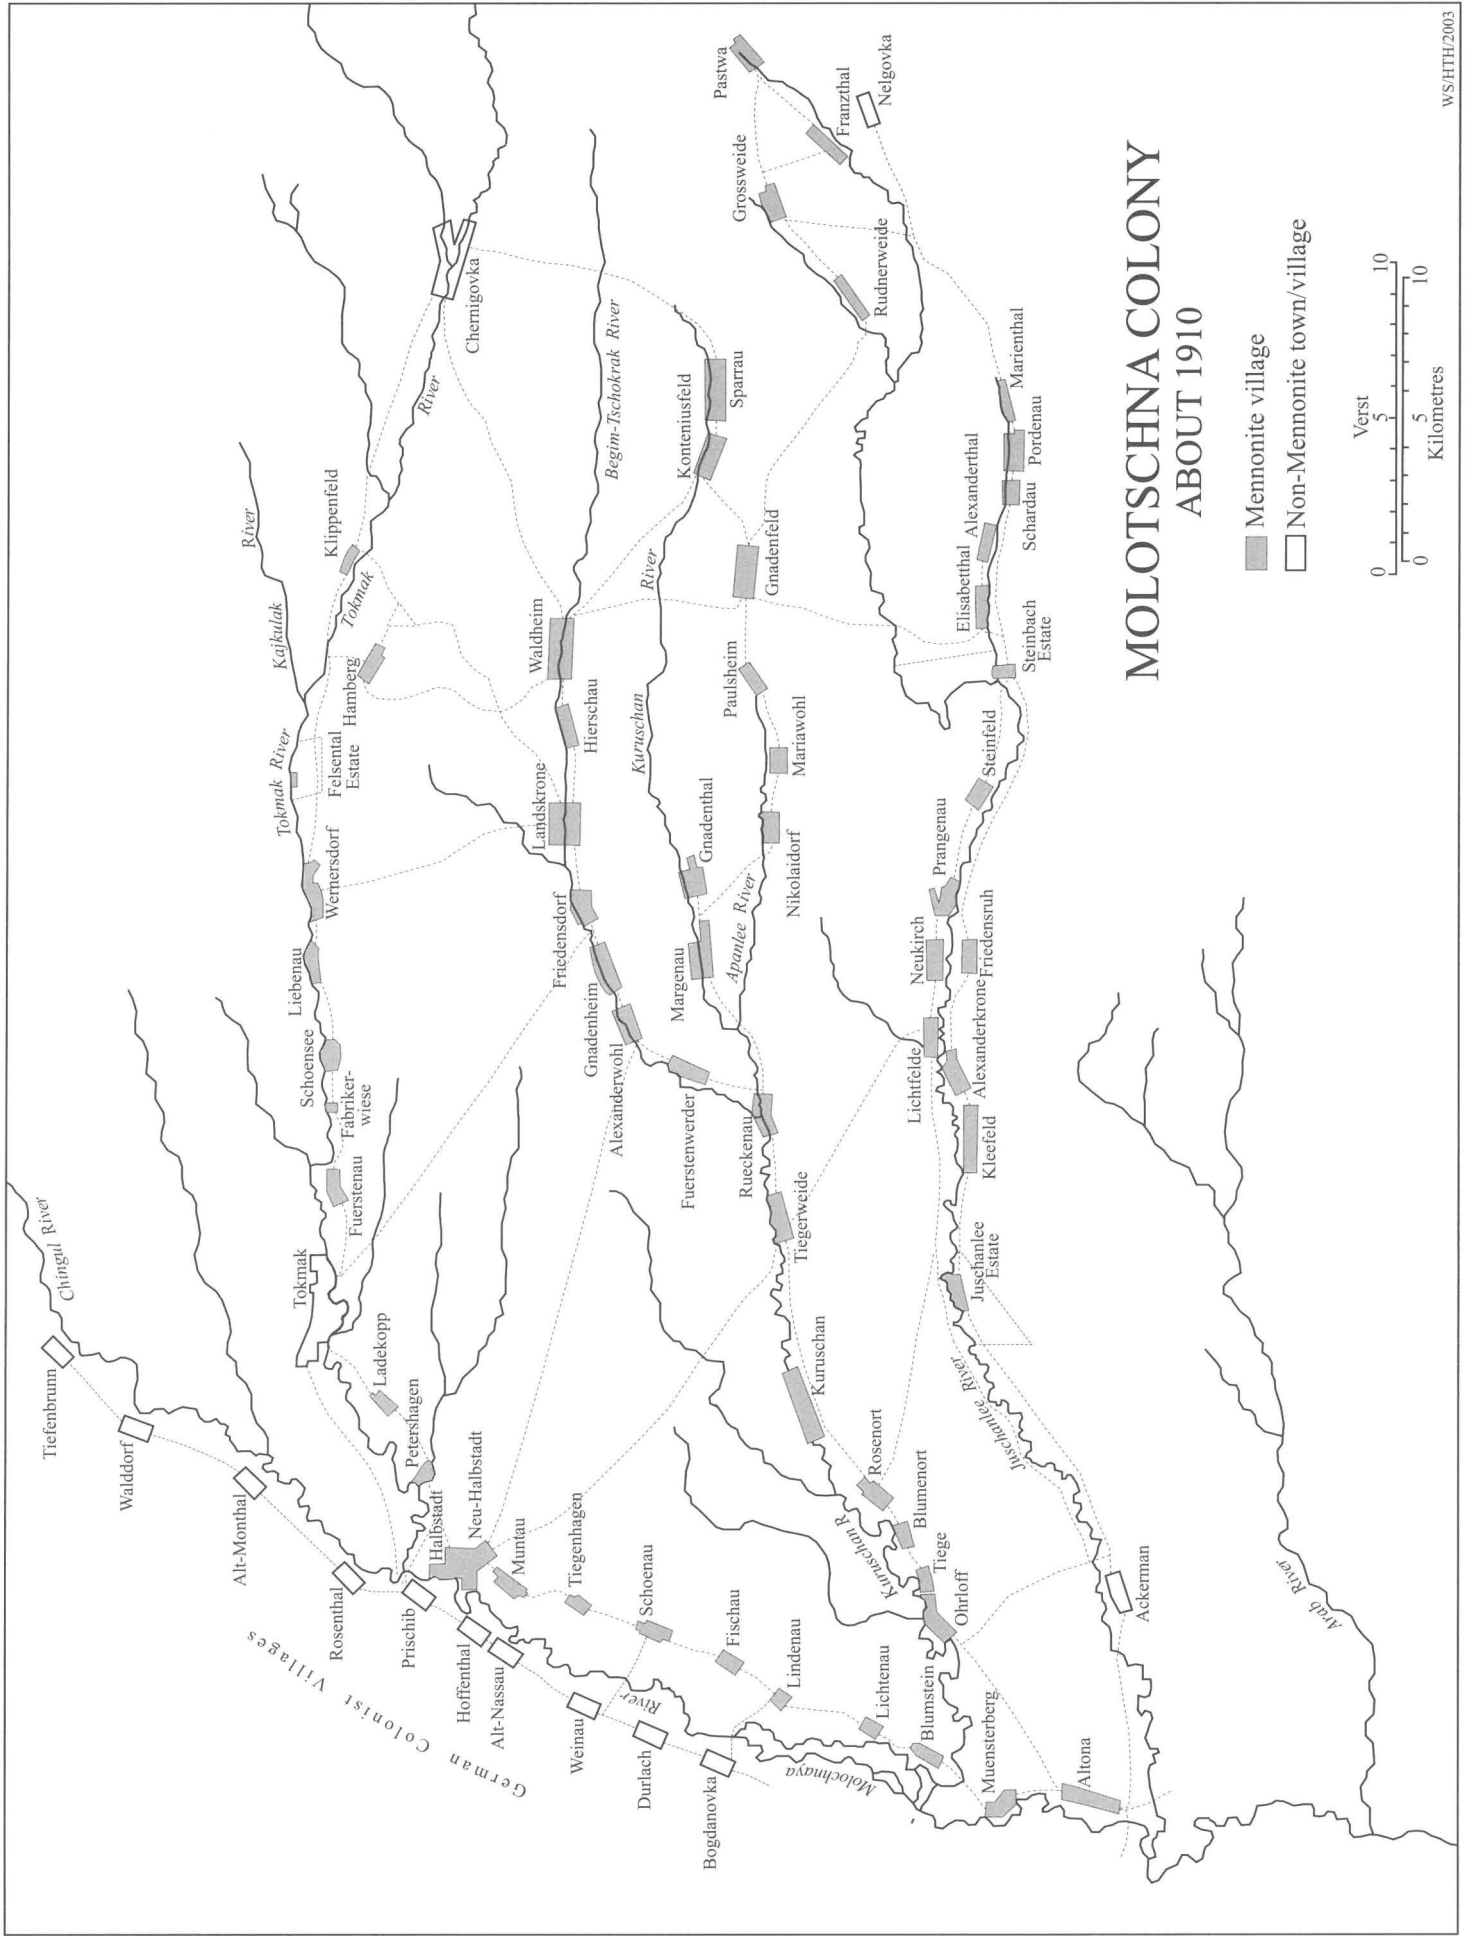 MOLOTSCHNA COLONY
ABOUT 1910
Mennonite village
Non-Mennonite town/village
Verst
0
5
10
0
5
10
Kilometres
WS/HTH/2003
German Colonist Villages
Chingul River
Tiefenbrunn
Walddorf
Alt-Monthal
Rosenthal
Prischib
Hoffenthal
Alt-Nassau
Weinau
Durlach
Bogdanovka
Molochnaya
River
Tokmak
Ladekopp
Petershagen
Halbstadt
Neu-Halbstadt
Muntau
Tiegenhagen
Schoenau
Fischau
Lindenau
Lichtenau
Blumstein
Muensterberg
Altona
Fuerstenau
Fabriker-
wiese
Schoensee
Liebenau
Wernersdorf
Tokmak River
Felsental
Estate
Hamberg
Kajkulak
River
Klippenfeld
Tokmak
River
Chernigovka
Begim-Tschokrak River
Waldheim
Hierschau
Landskrone
Friedensdorf
Gnadenheim
Alexanderwohl
Fuerstenwerder
Rueckenau
Tiegerweide
Kuruschan
Kuruschan R.
Rosenort
Blumenort
Tiege
Ohrloff
Kuruschan
River
Konteniusfeld
Sparrau
Gnadenfeld
Paulsheim
Mariawohl
Nikolaidorf
Gnadenthal
Margenau
Apanlee River
Pastwa
Franzthal
Nelgovka
Grossweide
Rudnerweide
Marienthal
Pordenau
Schardau
Alexanderthal
Elisabetthal
Steinbach
Estate
Steinfeld
Prangenau
Neukirch
Friedensruh
Lichtfelde
Alexanderkrone
Kleefeld
Juschanlee
Estate
Juschanlee River
Juschanlee River
Ackerman
Arab River